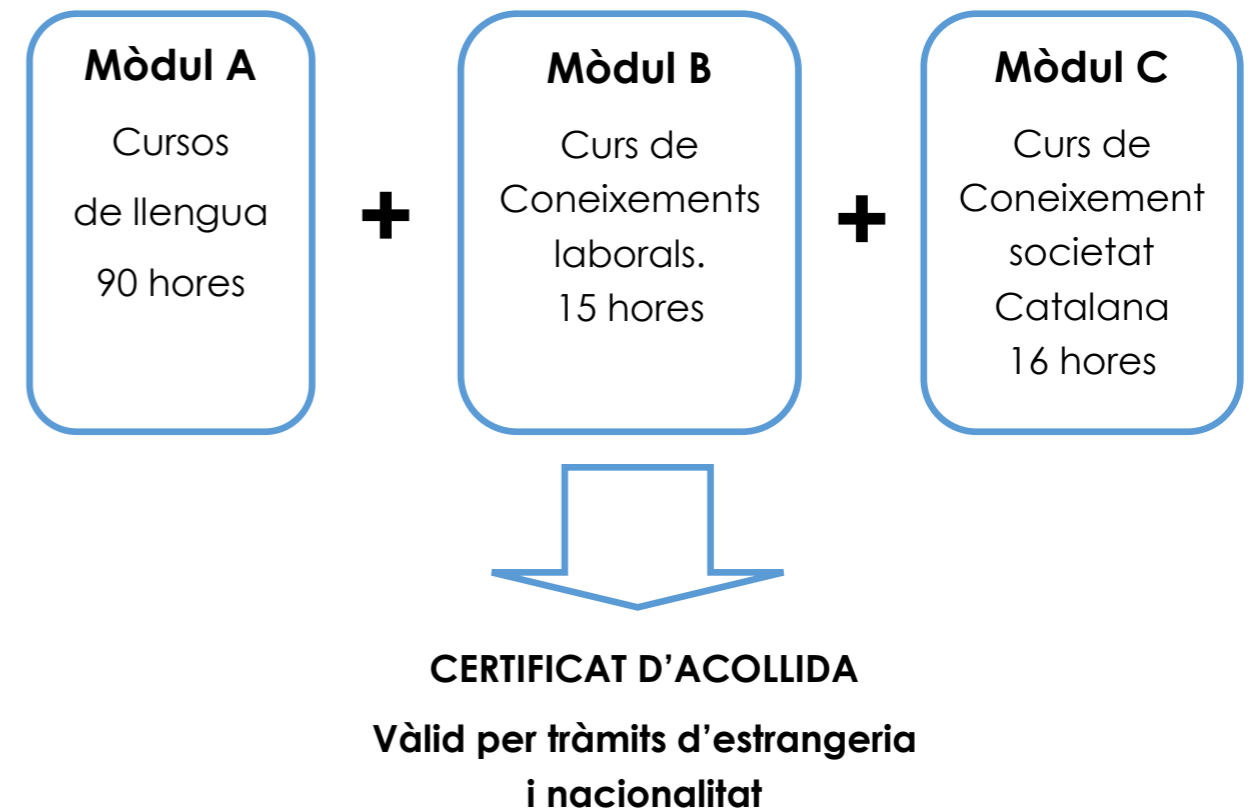 Mòdul A
Cursos
de llengua
90 hores
+
Mòdul B
Curs de
Coneixements
laborals.
15 hores
+
Mòdul C
Curs de
Coneixement
societat
Catalana
16 hores
CERTIFICAT D’ACOLLIDA
Vàlid per tràmits d’estrangeria
i nacionalitat